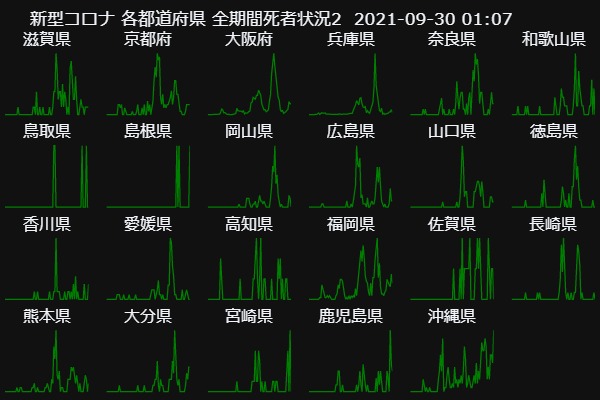 新型コロナ 各都道府県 全期間死者状況2 2021-09-30 01:07
滋賀県 京都府 大阪府 兵庫県 奈良県 和歌山県
鳥取県 島根県 岡山県 広島県 山口県 徳島県
香川県 愛媛県 高知県 福岡県 佐賀県 長崎県
熊本県 大分県 宮崎県 鹿児島県 沖縄県